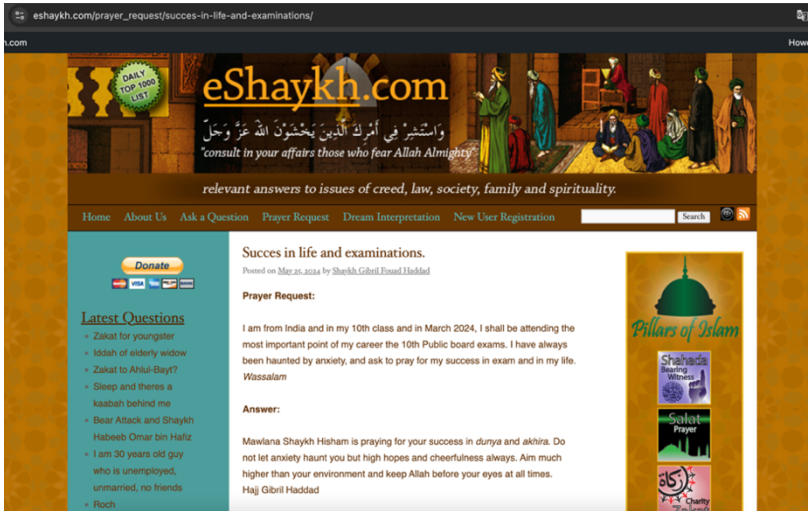 eshaykh.com/prayer_request/succes-in-life-and-examinations/
h.com
Howe
DAILY
TOP 1000
LIST
eShaykh.com
وَاسْتَشِرْ فِي أَمْرِكَ الَّذِينَ يَخْشَوْنَ اللَّهَ عَزَّ وَجَلَّ
"consult in your affairs those who fear Allah Almighty"
relevant answers to issues of creed, law, society, family and spirituality.
Home About Us Ask a Question Prayer Request Dream Interpretation New User Registration
Search
Donate
VISA
Latest Questions
Zakat for youngster
Iddah of elderly widow
Zakat to Ahlul-Bayt?
Sleep and theres a
kaabah behind me
Bear Attack and Shaykh
Habeeb Omar bin Hafiz
I am 30 years old guy
who is unemployed,
unmarried, no friends
Roch
Succes in life and examinations.
Posted on May 25, 2024 by Shaykh Gibril Fouad Haddad
Prayer Request:
I am from India and in my 10th class and in March 2024, I shall be attending the
most important point of my career the 10th Public board exams. I have always
been haunted by anxiety, and ask to pray for my success in exam and in my life.
Wassalam
Answer:
Mawlana Shaykh Hisham is praying for your success in dunya and akhira. Do
not let anxiety haunt you but high hopes and cheerfulness always. Aim much
higher than your environment and keep Allah before your eyes at all times.
Hajj Gibril Haddad
Pillars of Islam
Shahada
Bearing
Witness
Salat
Prayer
زكاة
Charity